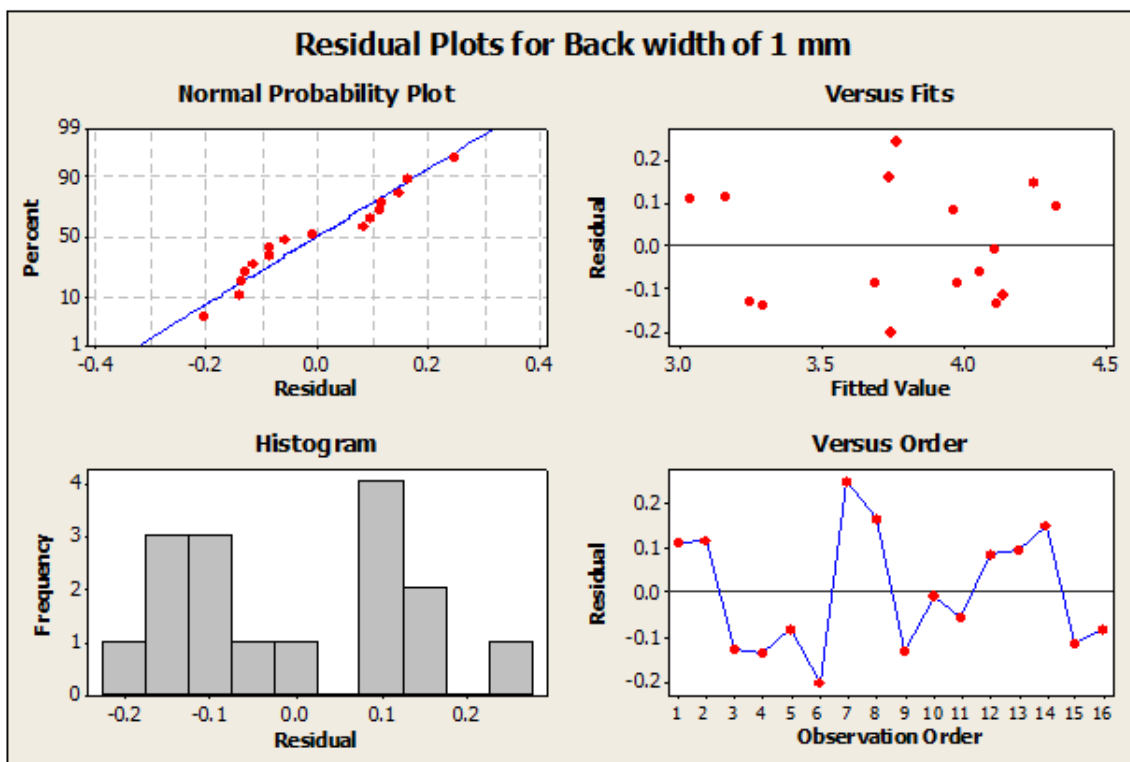 Residual Plots for Back width of 1 mm
Normal Probability Plot
Percent
99
90
50
10
1
-0.4 -0.2 0.0 0.2 0.4
Residual
Versus Fits
Residual
0.2
0.1
0.0
-0.1
-0.2
3.0 3.5 4.0 4.5
Fitted Value
Histogram
Frequency
4
3
2
1
0
-0.2 -0.1 0.0 0.1 0.2
Residual
Versus Order
Residual
0.2
0.1
0.0
-0.1
-0.2
1 2 3 4 5 6 7 8 9 10 11 12 13 14 15 16
Observation Order